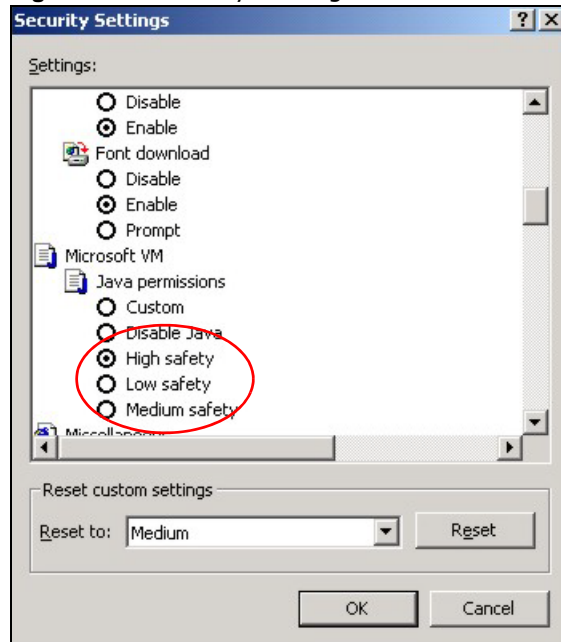 Security Settings
Settings:
Disable
Enable
Font download
Disable
Enable
Prompt
Microsoft VM
Java permissions
Custom
Disable Java
High safety
Low safety
Medium safety
Miscellaneous
Reset custom settings
Reset to: Medium Reset
OK Cancel